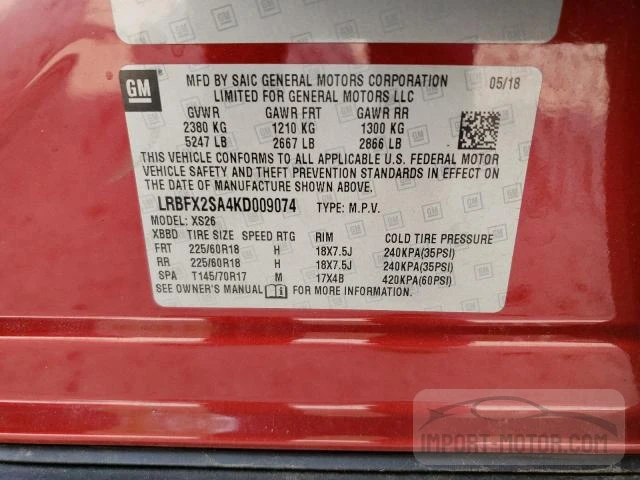 GM
MFD BY SAIC GENERAL MOTORS CORPORATION 05/18
LIMITED FOR GENERAL MOTORS LLC
GVWR GAWR FRT GAWR RR
2380 KG 1210 KG 1300 KG
5247 LB 2667 LB 2866 LB
THIS VEHICLE CONFORMS TO ALL APPLICABLE U.S. FEDERAL MOTOR
VEHICLE SAFETY AND THEFT PREVENTION STANDARDS IN EFFECT ON
THE DATE OF MANUFACTURE SHOWN ABOVE.
LRBFX2SA4KD009074 TYPE: M.P.V.
MODEL: XS26
XBBD TIRE SIZE SPEED RTG RIM COLD TIRE PRESSURE
FRT 225/60R18 H 18X7.5J 240KPA(35PSI)
RR 225/60R18 H 18X7.5J 240KPA(35PSI)
SPA T145/70R17 M 17X4B 420KPA(60PSI)
SEE OWNER'S MANUAL FOR MORE INFORMATION.
IMPORT-MOTOR.COM